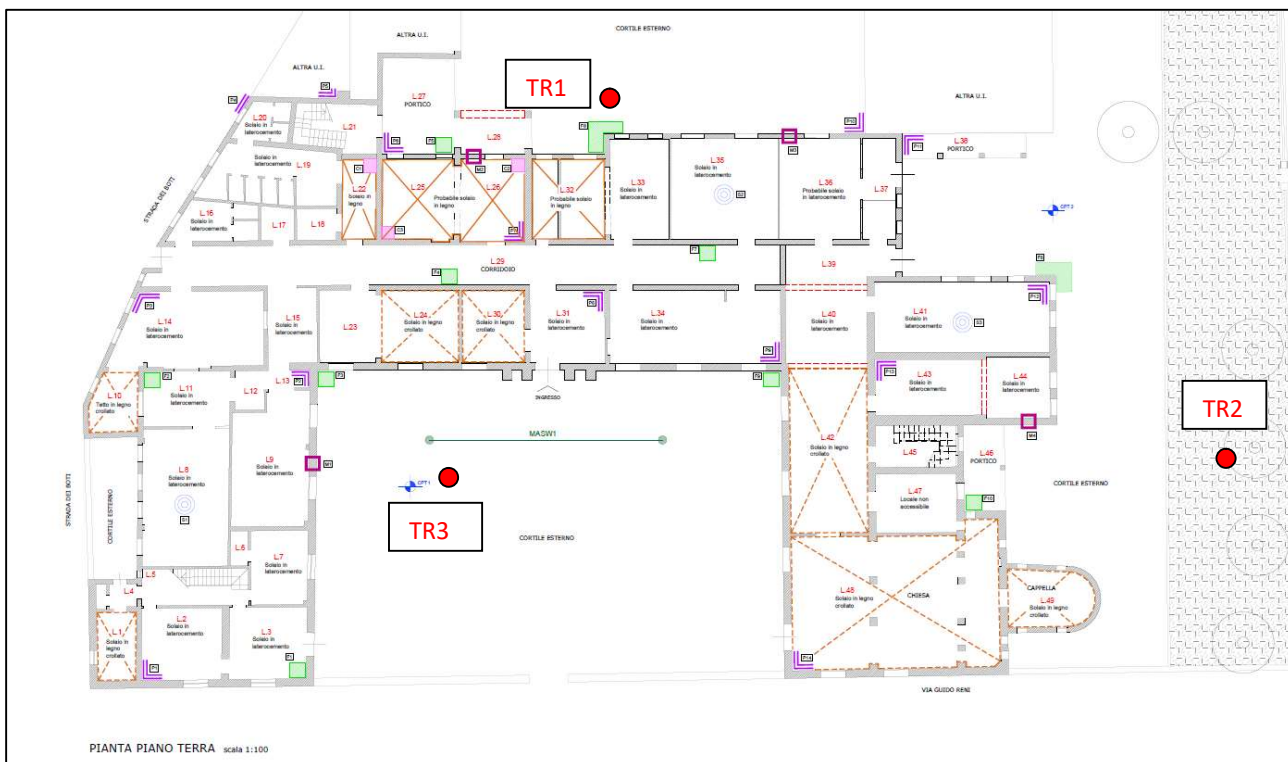 CORTILE ESTERNO
ALTRA U.I.
ALTRA U.I.
ALTRA U.I.
TR1
L.27
PORTICO
L.28
L.20
Solaio in
laterocemento
L.21
L.38
PORTICO
L.19
Solaio in
laterocemento
L.22
Solaio in
legno
L.25
Probabile solaio
in legno
L.26
L.32
Probabile solaio
in legno
L.33
Solaio in
laterocemento
L.35
Solaio in
laterocemento
L.36
Probabile solaio
in laterocemento
L.37
STRADA DEI BOTI
L.16
Solaio in
laterocemento
L.17
L.18
CPT 2
L.29
CORRIDOIO
L.39
L.14
Solaio in
laterocemento
L.15
Solaio in
laterocemento
L.23
L.24
Solaio in legno
crollato
L.30
Solaio in legno
crollato
L.31
Solaio in
laterocemento
L.34
Solaio in
laterocemento
L.40
Solaio in
laterocemento
L.41
Solaio in
laterocemento
L.10
Tetto in legno
crollato
L.11
Solaio in
laterocemento
L.12
L.13
L.43
Solaio in
laterocemento
L.44
Solaio in
laterocemento
INGRESSO
TR2
MASW1
L.42
Solaio in legno
crollato
L.45
L.46
PORTICO
L.8
Solaio in
laterocemento
L.9
Solaio in
laterocemento
M1
CPT 1
TR3
L.47
Locale non
accessibile
CORTILE ESTERNO
STRADA DEI BOTI
CORTILE ESTERNO
CORTILE ESTERNO
L.6
L.7
Solaio in
laterocemento
L.5
L.4
L.1
Solaio in
legno
crollato
L.2
Solaio in
laterocemento
L.3
Solaio in
laterocemento
L.48
Solaio in legno
crollato
CHIESA
CAPPELLA
L.49
Solaio in legno
crollato
VIA GUIDO RENI
PIANTA PIANO TERRA scala 1:100